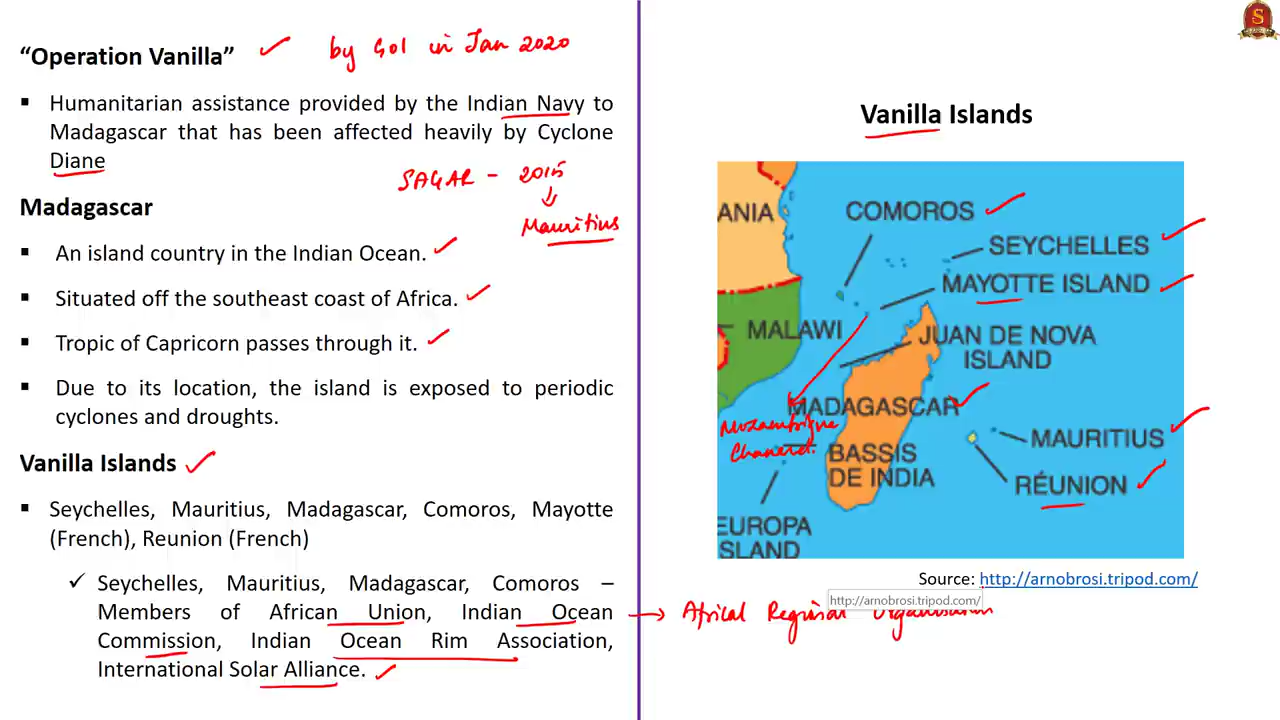 “Operation Vanilla” by GoI in Jan 2020
▪ Humanitarian assistance provided by the Indian Navy to
Madagascar that has been affected heavily by Cyclone
Diane
SAGAR - 2015
Mauritius
Madagascar
▪ An island country in the Indian Ocean.
▪ Situated off the southeast coast of Africa.
▪ Tropic of Capricorn passes through it.
▪ Due to its location, the island is exposed to periodic
cyclones and droughts.
Vanilla Islands
▪ Seychelles, Mauritius, Madagascar, Comoros, Mayotte
(French), Reunion (French)
✓ Seychelles, Mauritius, Madagascar, Comoros –
Members of African Union, Indian Ocean
Commission, Indian Ocean Rim Association,
International Solar Alliance.
Vanilla Islands
ANIA
COMOROS
SEYCHELLES
MAYOTTE ISLAND
MALAWI
JUAN DE NOVA
ISLAND
MADAGASCAR
Mozambique
Channel.
MAURITIUS
BASSIS
DE INDIA
RÉUNION
EUROPA
ISLAND
Source: http://arnobrosi.tripod.com/
http://arnobrosi.tripod.com/
→ Regional
S